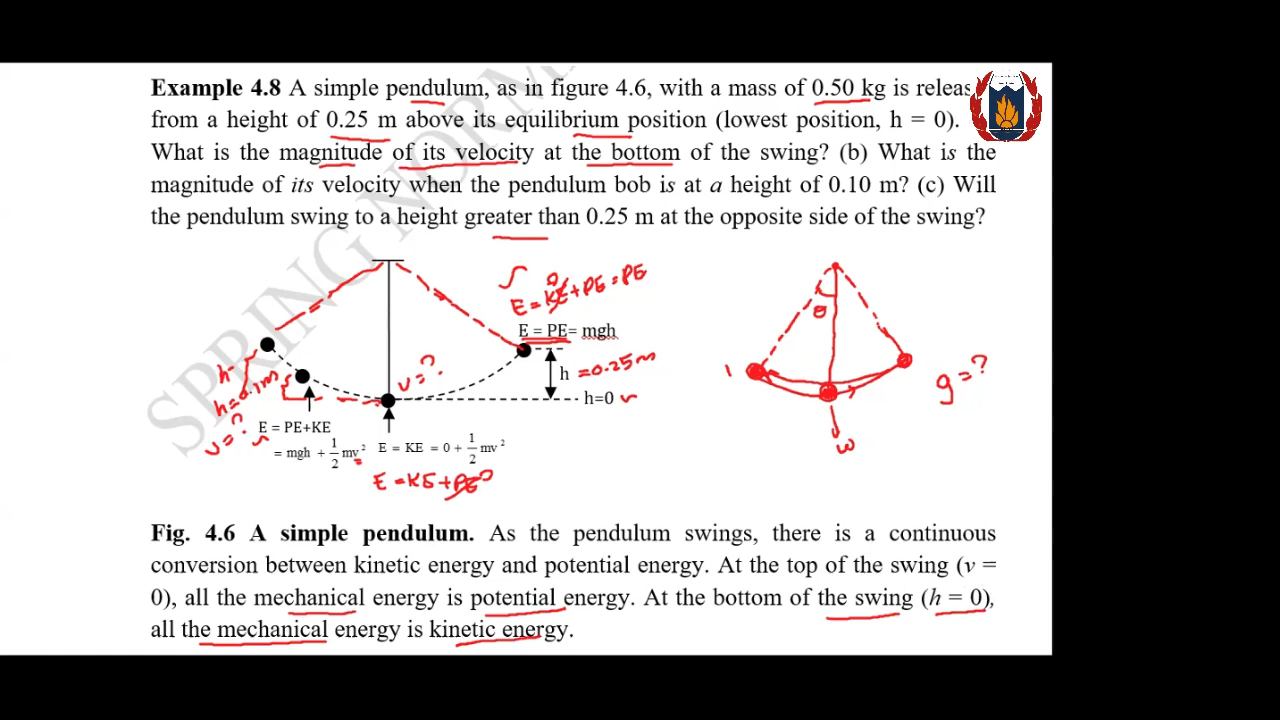 Example 4.8 A simple pendulum, as in figure 4.6, with a mass of 0.50 kg is releas
from a height of 0.25 m above its equilibrium position (lowest position, h = 0).
What is the magnitude of its velocity at the bottom of the swing? (b) What is the
magnitude of its velocity when the pendulum bob is at a height of 0.10 m? (c) Will
the pendulum swing to a height greater than 0.25 m at the opposite side of the swing?
SPRING NORM
E = KE + PE = PE
0
E = PE= mgh
h = 0.25m
h=0
h
h=0.1m
v=?
v=?
E = PE+KE
= mgh + 1/2 mv²
E = KE = 0 + 1/2 mv²
E = KE + PE 0
θ
g = ?
w
Fig. 4.6 A simple pendulum. As the pendulum swings, there is a continuous
conversion between kinetic energy and potential energy. At the top of the swing (v =
0), all the mechanical energy is potential energy. At the bottom of the swing (h = 0),
all the mechanical energy is kinetic energy.